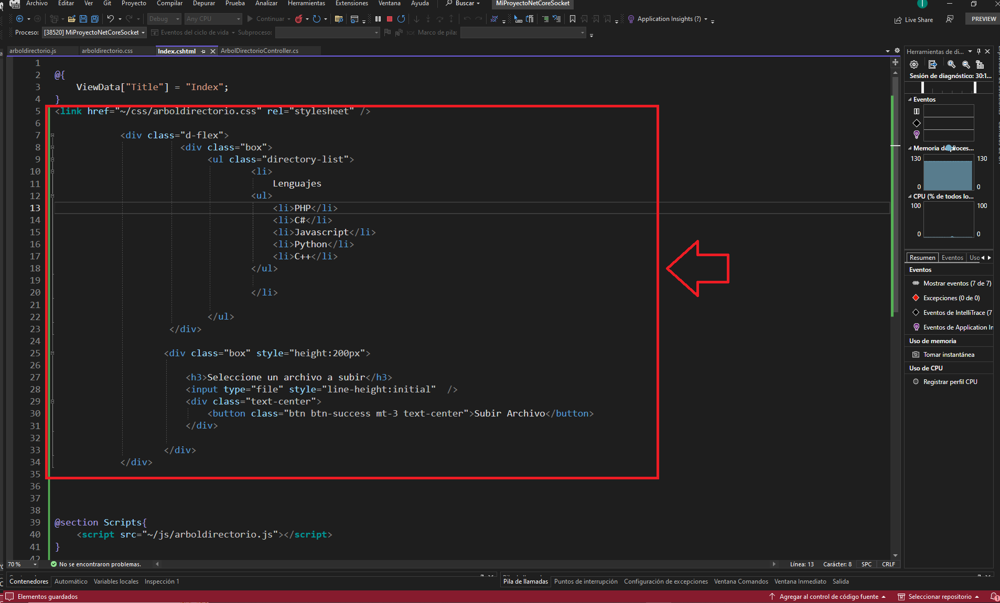 Archivo Editar Ver Git Proyecto Compilar Depurar Prueba Analizar Herramientas Extensiones Ventana Ayuda Buscar MiProyectoNetCoreSocket
Debug Any CPU Continuar Application Insights (?) Live Share PREVIEW
Proceso: [38520] MiProyectoNetCoreSocket Eventos del ciclo de vida Subproceso: Marco de pila:
arboldirectorio.js arboldirectorio.css Index.cshtml ArbolDirectorioController.cs
1
2 @{
3 ViewData["Title"] = "Index";
4 }
5 <link href="~/css/arboldirectorio.css" rel="stylesheet" />
6
7 <div class="d-flex">
8 <div class="box">
9 <ul class="directory-list">
10 <li>
11 Lenguajes
12 <ul>
13 <li>PHP</li>
14 <li>C#</li>
15 <li>Javascript</li>
16 <li>Python</li>
17 <li>C++</li>
18 </ul>
19
20 </li>
21
22 </ul>
23 </div>
24
25 <div class="box" style="height:200px">
26
27 <h3>Seleccione un archivo a subir</h3>
28 <input type="file" style="line-height:initial" />
29 <div class="text-center">
30 <button class="btn btn-success mt-3 text-center">Subir Archivo</button>
31 </div>
32
33 </div>
34 </div>
35
36
37
38
39 @section Scripts{
40 <script src="~/js/arboldirectorio.js"></script>
41 }
42
70 % No se encontraron problemas. Línea: 13 Carácter: 8 SPC CRLF
Herramientas de di...
Sesión de diagnóstico: 30:1...
Eventos
Memoria de proces...
130 130
0 0
CPU (% de todos lo...
100 100
0 0
Resumen Eventos Uso
Eventos
Mostrar eventos (7 de 7)
Excepciones (0 de 0)
Eventos de IntelliTrace (7
Eventos de Application In
Uso de memoria
Tomar instantánea
Uso de CPU
Registrar perfil CPU
Contenedores Automático Variables locales Inspección 1
Pila de llamadas Puntos de interrupción Configuración de excepciones Ventana Comandos Ventana Inmediato Salida
Elementos guardados Agregar al control de código fuente Seleccionar repositorio 1